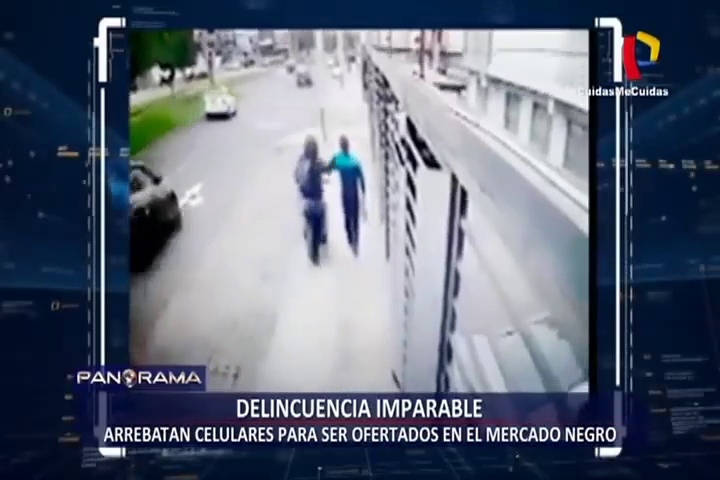 CuidasMeCuidas
PANORAMA
DELINCUENCIA IMPARABLE
ARREBATAN CELULARES PARA SER OFERTADOS EN EL MERCADO NEGRO